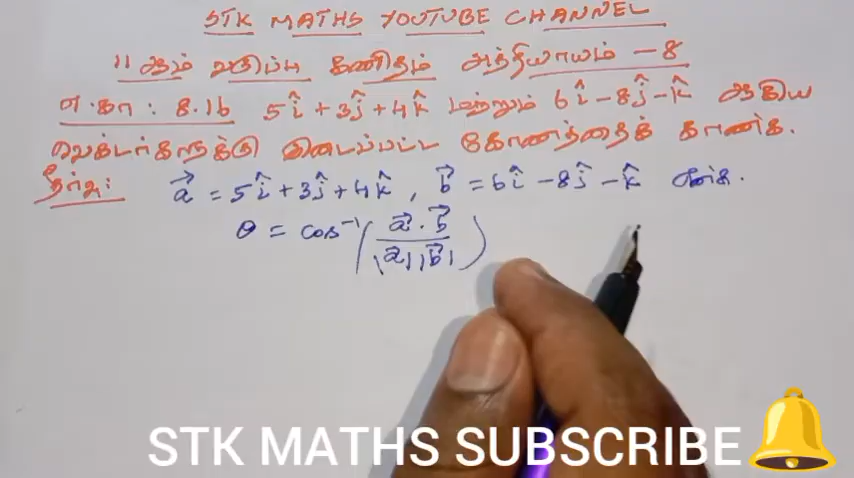 STK MATHS YOUTUBE CHANNEL
11 ஆம் வகுப்பு கணிதம் அத்தியாயம் - 8
எ.கா : 8.16 5î + 3ĵ + 4k̂ மற்றும் 6î - 8ĵ - k̂ ஆகிய
வெக்டர்களுக்கு இடைப்பட்ட கோணத்தைக் காண்க.
தீர்வு: a⃗ = 5î + 3ĵ + 4k̂, b⃗ = 6î - 8ĵ - k̂ என்க.
θ = cos⁻¹ (a⃗ . b⃗ / |a⃗| |b⃗|)
STK MATHS SUBSCRIBE